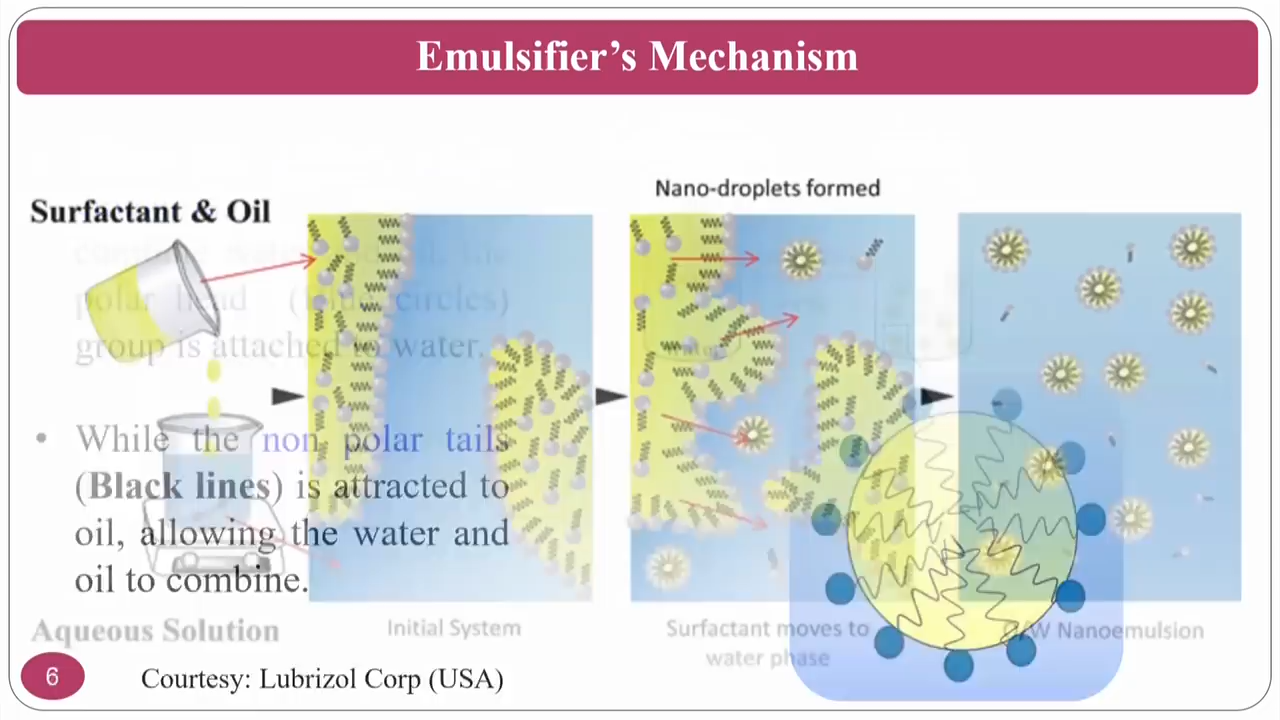 Emulsifier’s Mechanism
Nano-droplets formed
Surfactant & Oil
polar head (
circles)
group is attached to water.
• While the non polar tails
(Black lines) is attracted to
oil, allowing the water and
oil to combine.
Aqueous Solution
Initial System
Surfactant moves to
water phase
O/W Nanoemulsion
6
Courtesy: Lubrizol Corp (USA)